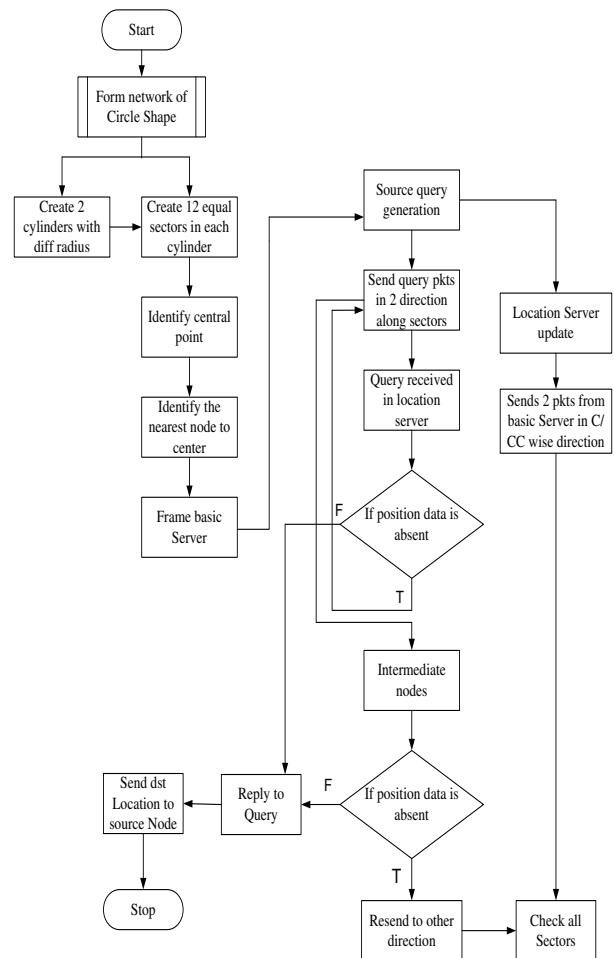 Start
Form network of
Circle Shape
Create 2
cylinders with
diff radius
Create 12 equal
sectors in each
cylinder
Identify central
point
Identify the
nearest node to
center
Frame basic
Server
Source query
generation
Send query pkts
in 2 direction
along sectors
Query received
in location
server
If position data is
absent
F
T
Location Server
update
Sends 2 pkts from
basic Server in C/
CC wise direction
Intermediate
nodes
If position data is
absent
F
T
Reply to
Query
Send dst
Location to
source Node
Stop
Resend to other
direction
Check all
Sectors